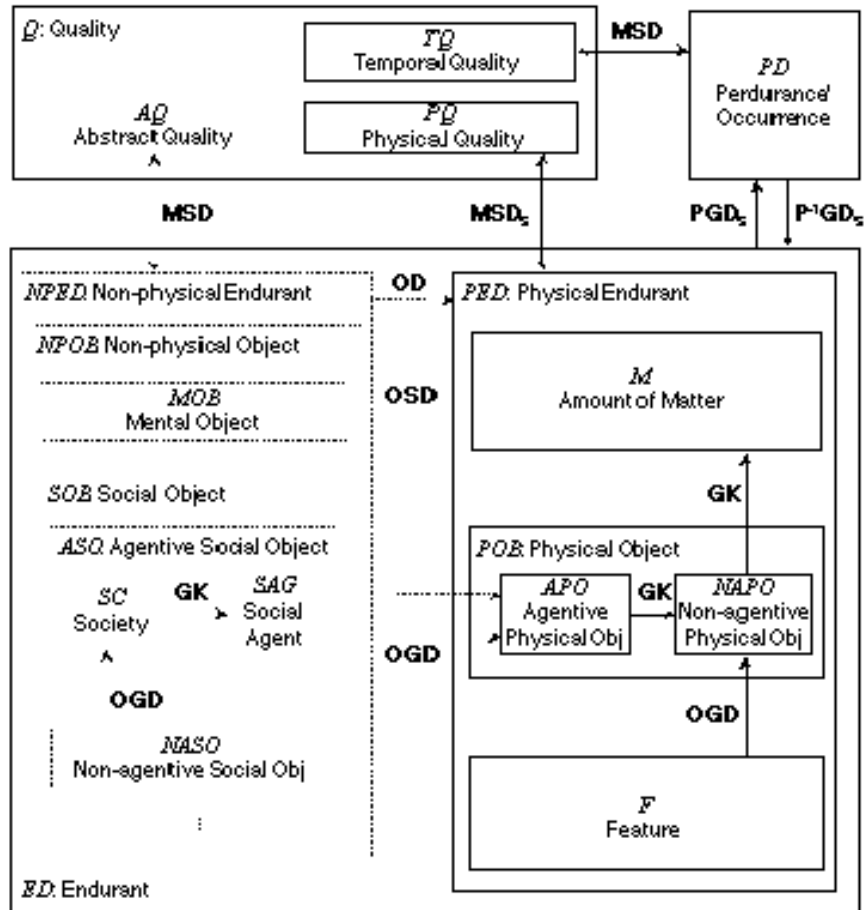 Q: Quality
TQ
Temporal Quality
MSD
PD
Perdurance/
Occurrence
AQ
Abstract Quality
PQ
Physical Quality
MSD
MSDₛ
PGDₛ
P⁻¹GDₛ
NPED: Non-physical Endurant
OD
PED: Physical Endurant
NPOB: Non-physical Object
MOB
Mental Object
OSD
M
Amount of Matter
SOB: Social Object
GK
ASO: Agentive Social Object
POB: Physical Object
SC
Society
GK
SAG
Social
Agent
APO
Agentive
Physical Obj
GK
NAPO
Non-agentive
Physical Obj
OGD
OGD
OGD
NASO
Non-agentive Social Obj
...
F
Feature
ED: Endurant